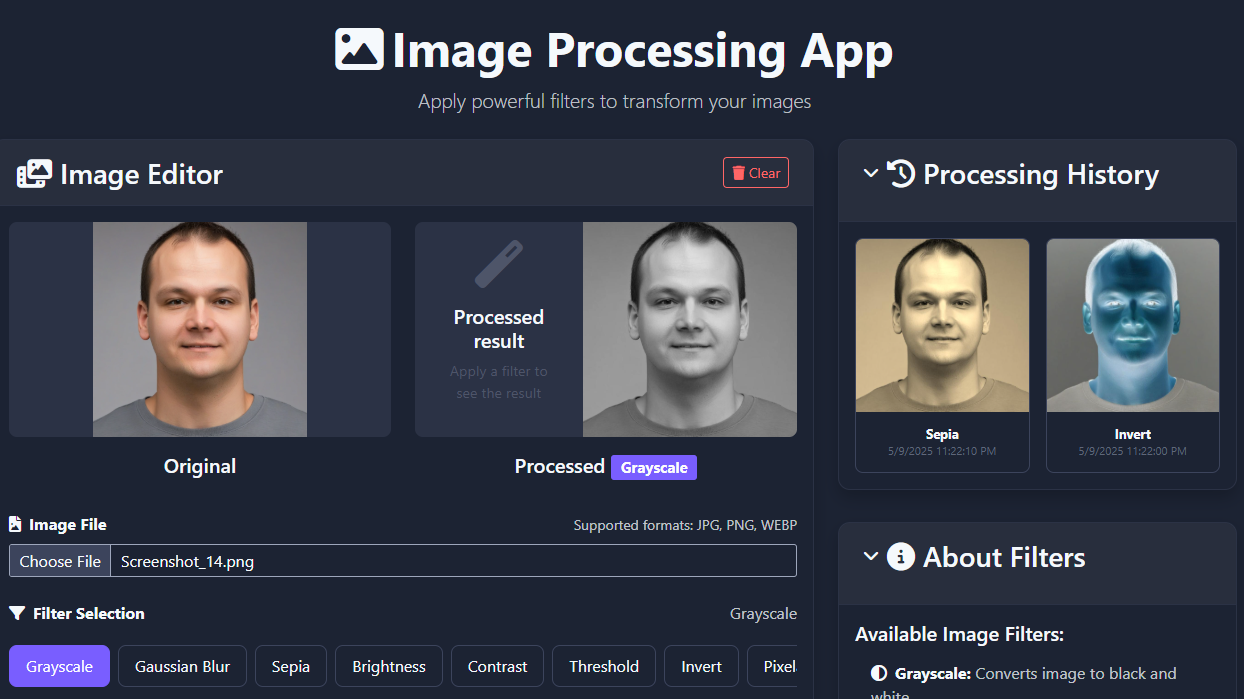 Image Processing App
Apply powerful filters to transform your images
Image Editor
Clear
Processed
result
Apply a filter to
see the result
Original
Processed Grayscale
Image File
Supported formats: JPG, PNG, WEBP
Choose File Screenshot_14.png
Filter Selection
Grayscale
Grayscale
Gaussian Blur
Sepia
Brightness
Contrast
Threshold
Invert
Pixel
Processing History
Sepia
5/9/2025 11:22:10 PM
Invert
5/9/2025 11:22:00 PM
About Filters
Available Image Filters:
Grayscale: Converts image to black and
white